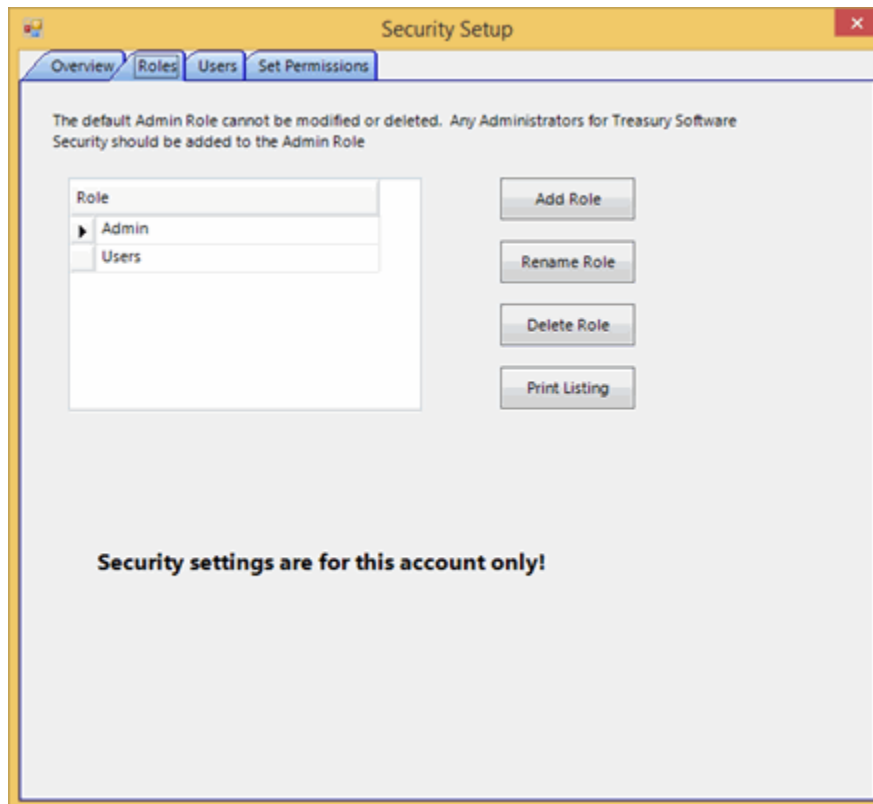 Security Setup
Overview Roles Users Set Permissions
The default Admin Role cannot be modified or deleted.  Any Administrators for Treasury Software
Security should be added to the Admin Role
Role
Admin
Users
Add Role
Rename Role
Delete Role
Print Listing
Security settings are for this account only!